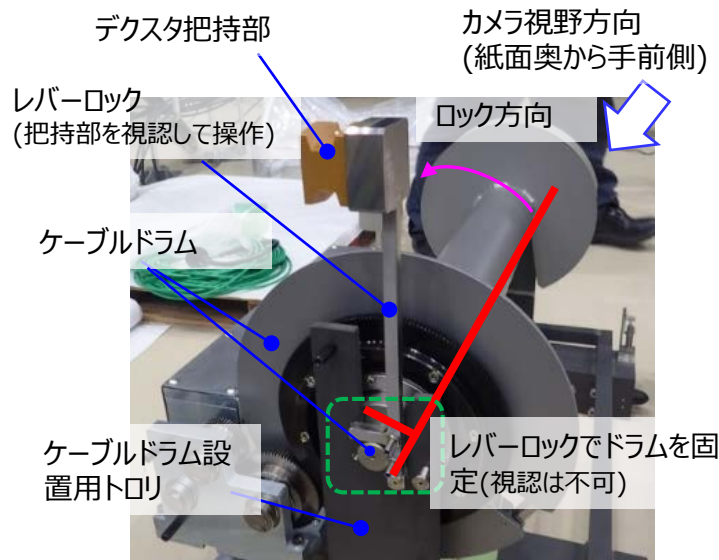 デクスタ把持部
カメラ視野方向
(紙面奥から手前側)
レバーロック
(把持部を視認して操作)
ロック方向
ケーブルドラム
ケーブルドラム設
置用トロリ
レバーロックでドラムを固
定(視認は不可)